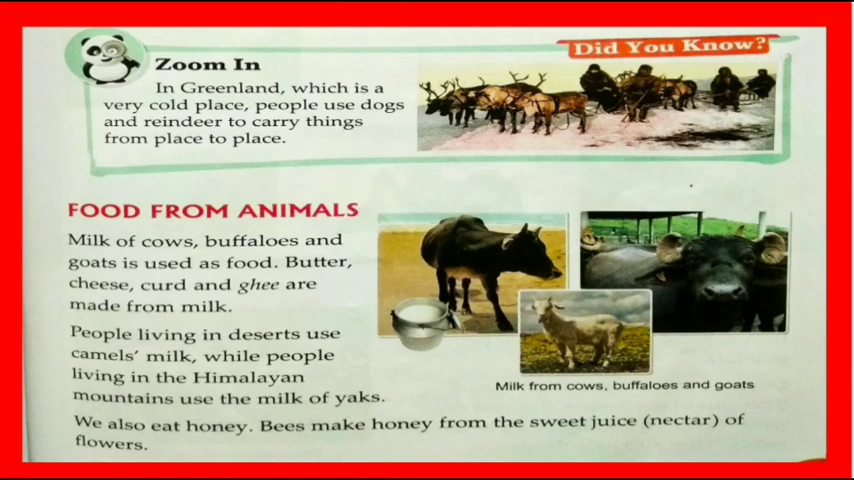 Did You Know?
Zoom In
In Greenland, which is a
very cold place, people use dogs
and reindeer to carry things
from place to place.
FOOD FROM ANIMALS
Milk of cows, buffaloes and
goats is used as food. Butter,
cheese, curd and ghee are
made from milk.
People living in deserts use
camels' milk, while people
living in the Himalayan
mountains use the milk of yaks.
Milk from cows, buffaloes and goats
We also eat honey. Bees make honey from the sweet juice (nectar) of
flowers.